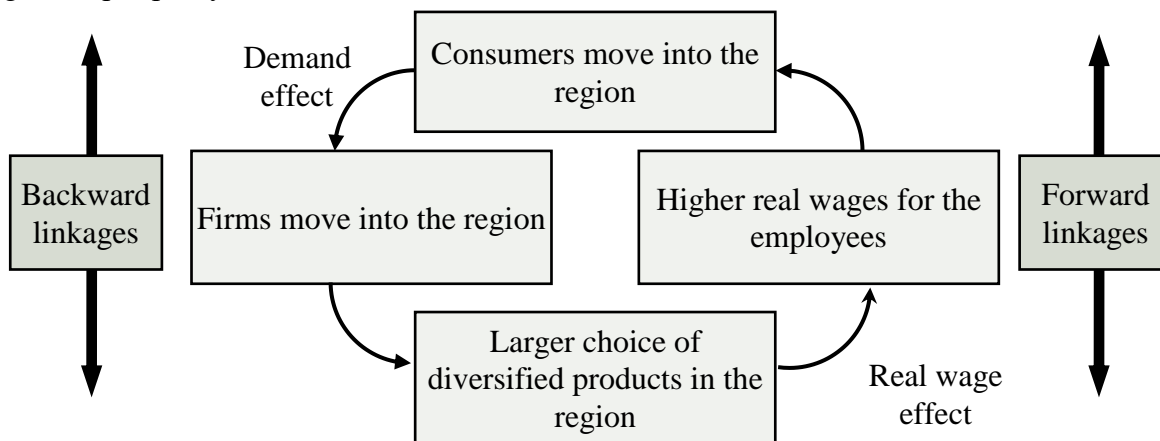 Demand
effect
Consumers move into the
region
Backward
linkages
Firms move into the region
Higher real wages for the
employees
Forward
linkages
Larger choice of
diversified products in the
region
Real wage
effect